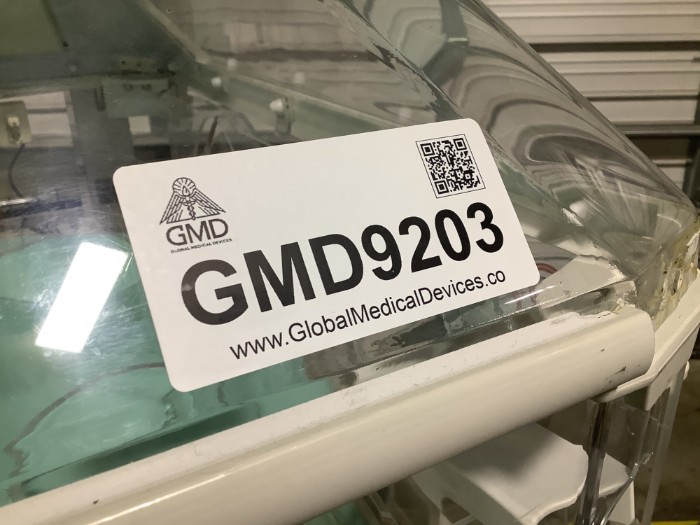 GMD
GLOBAL MEDICAL DEVICES
GMD9203
www.GlobalMedicalDevices.co